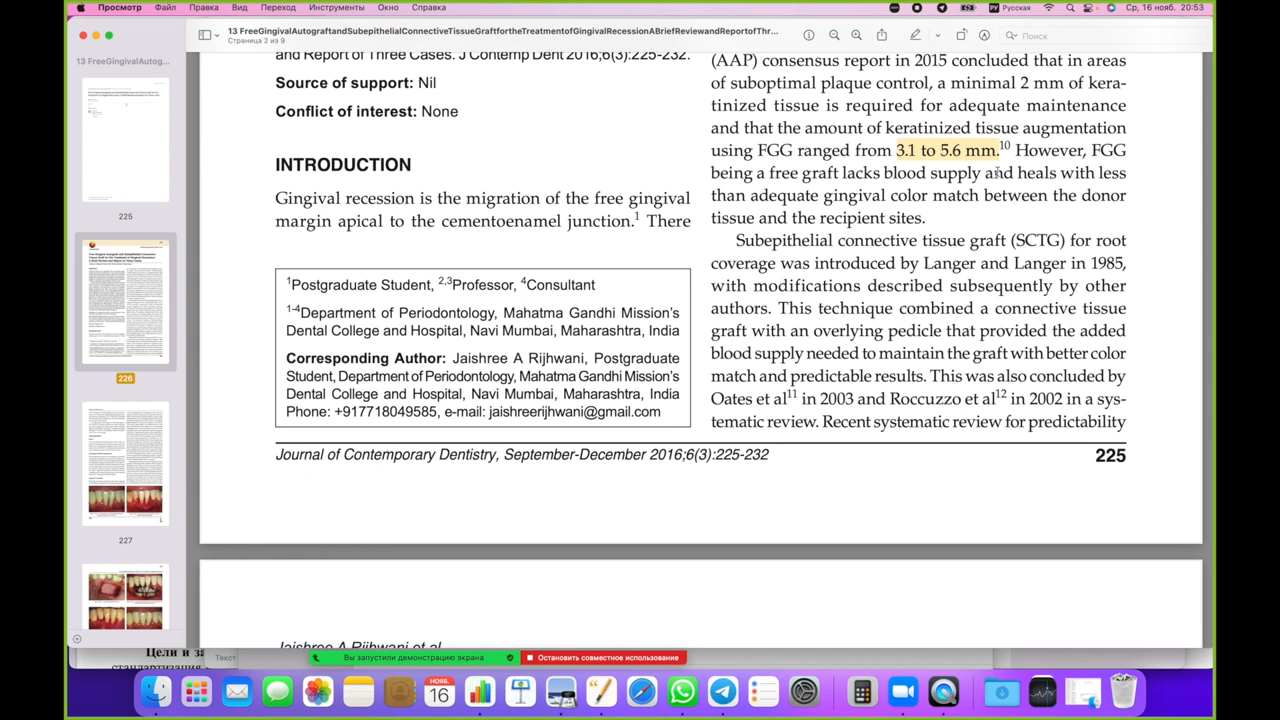 Просмотр Файл Правка Вид Переход Инструменты Окно Справка
Русская Ср, 16 нояб. 20:53
13 FreeGingivalAutograftandSubepithelialConnectiveTissueGraftfortheTreatmentofGingivalRecessionABriefReviewandReportofThr...
Страница 2 из 9
Поиск
13 FreeGingivalAutog...
225
226
227
and Report of Three Cases. J Contemp Dent 2016;6(3):225-232.
Source of support: Nil
Conflict of interest: None
INTRODUCTION
Gingival recession is the migration of the free gingival
margin apical to the cementoenamel junction.1 There
1Postgraduate Student, 2,3Professor, 4Consultant
1-4Department of Periodontology, Mahatma Gandhi Mission's
Dental College and Hospital, Navi Mumbai, Maharashtra, India
Corresponding Author: Jaishree A Rijhwani, Postgraduate
Student, Department of Periodontology, Mahatma Gandhi Mission's
Dental College and Hospital, Navi Mumbai, Maharashtra, India
Phone: +917718049585, e-mail: jaishreerijhwani@gmail.com
(AAP) consensus report in 2015 concluded that in areas
of suboptimal plaque control, a minimal 2 mm of kera-
tinized tissue is required for adequate maintenance
and that the amount of keratinized tissue augmentation
using FGG ranged from 3.1 to 5.6 mm.10 However, FGG
being a free graft lacks blood supply and heals with less
than adequate gingival color match between the donor
tissue and the recipient sites.
Subepithelial connective tissue graft (SCTG) for root
coverage was introduced by Langer and Langer in 1985,
with modifications described subsequently by other
authors. This technique combined a connective tissue
graft with an overlying pedicle that provided the added
blood supply needed to maintain the graft with better color
match and predictable results. This was also concluded by
Oates et al11 in 2003 and Roccuzzo et al12 in 2002 in a sys-
tematic review. Recent systematic review for predictability
Journal of Contemporary Dentistry, September-December 2016;6(3):225-232
225
Jaishree A Rijhwani et al
Цели и за
стандартизация
Текст
Вы запустили демонстрацию экрана
Остановить совместное использование
НОЯБ.
16